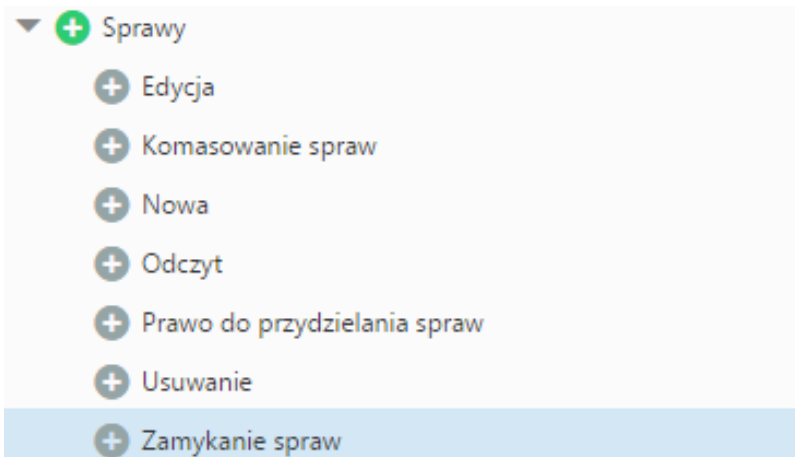 Sprawy
Edycja
Komasowanie spraw
Nowa
Odczyt
Prawo do przydzielania spraw
Usuwanie
Zamykanie spraw